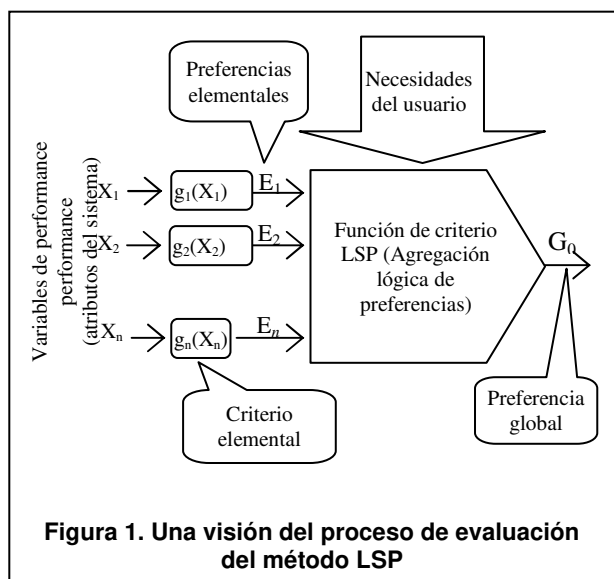 Preferencias
elementales
Necesidades
del usuario
Variables de performance
performance
(atributos del sistema)
X1 g1(X1) E1
X2 g2(X2) E2
Xn gn(Xn) En
Función de criterio
LSP (Agregación
lógica de
preferencias)
G0
Criterio
elemental
Preferencia
global
Figura 1. Una visión del proceso de evaluación
del método LSP